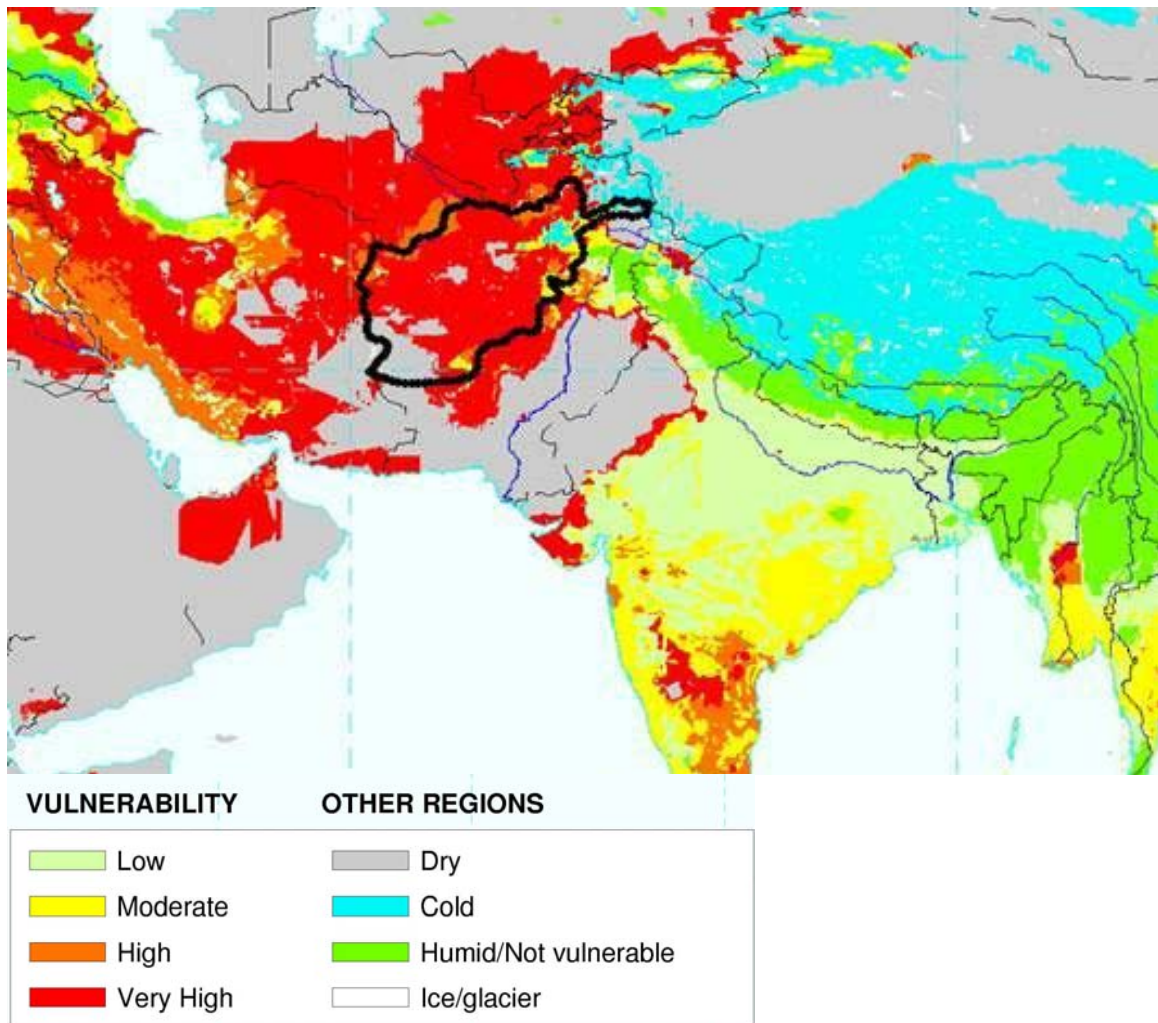 VULNERABILITY OTHER REGIONS
Low Dry
Moderate Cold
High Humid/Not vulnerable
Very High Ice/glacier